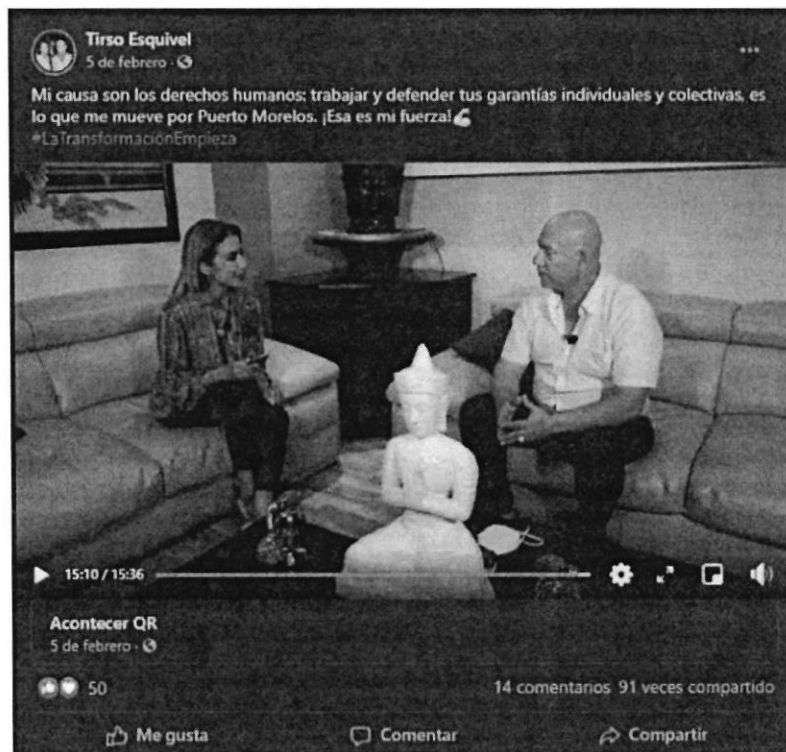 Tirso Esquivel
5 de febrero ·
Mi causa son los derechos humanos: trabajar y defender tus garantías individuales y colectivas, es
lo que me mueve por Puerto Morelos. ¡Esa es mi fuerza!
#LaTransformaciónEmpieza
15:10 / 15:36
Acontecer QR
5 de febrero ·
50
14 comentarios 91 veces compartido
Me gusta
Comentar
Compartir